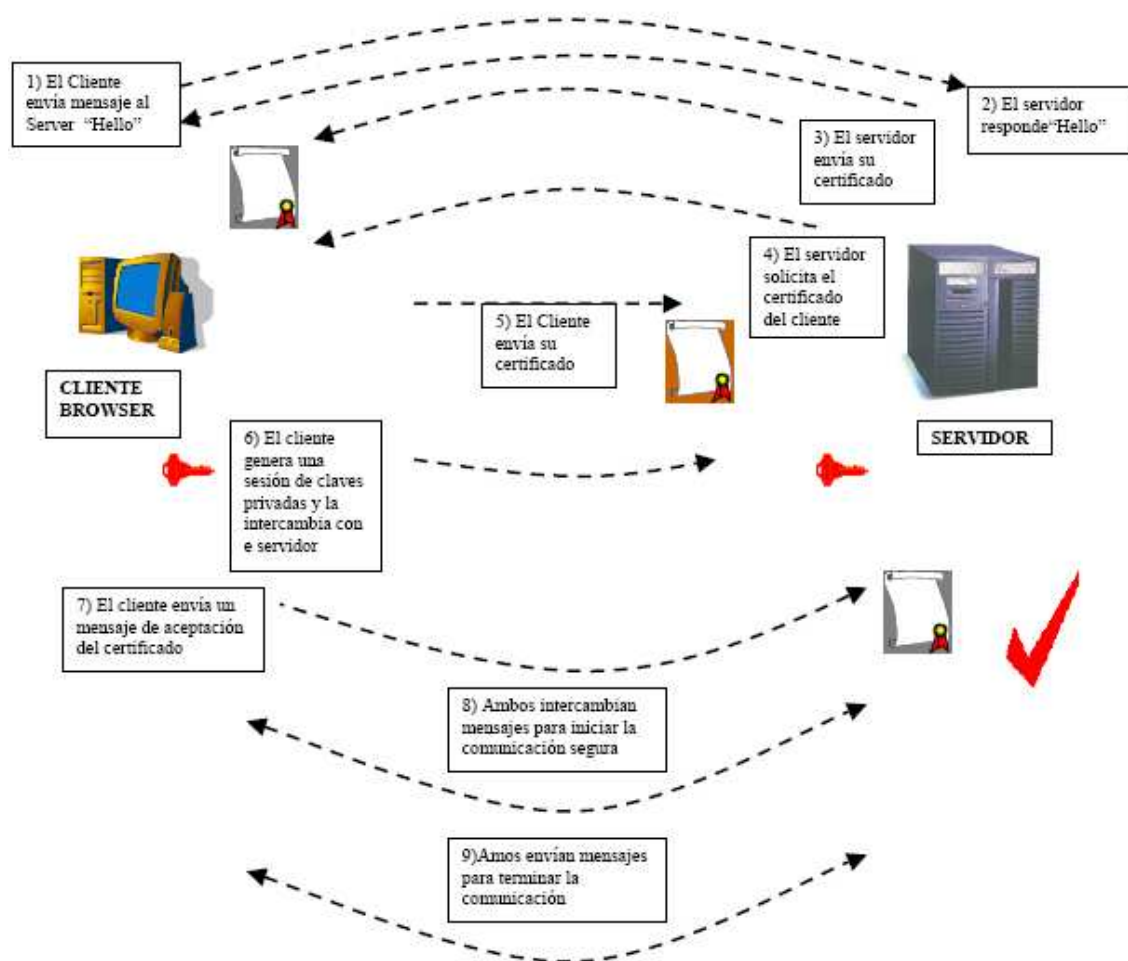 1) El Cliente
envía mensaje al
Server “Hello”
2) El servidor
responde“Hello”
3) El servidor
envía su
certificado
4) El servidor
solicita el
certificado
del cliente
5) El Cliente
envía su
certificado
CLIENTE
BROWSER
SERVIDOR
6) El cliente
genera una
sesión de claves
privadas y la
intercambia con
e servidor
7) El cliente envía un
mensaje de aceptación
del certificado
8) Ambos intercambian
mensajes para iniciar la
comunicación segura
9)Amos envían mensajes
para terminar la
comunicación